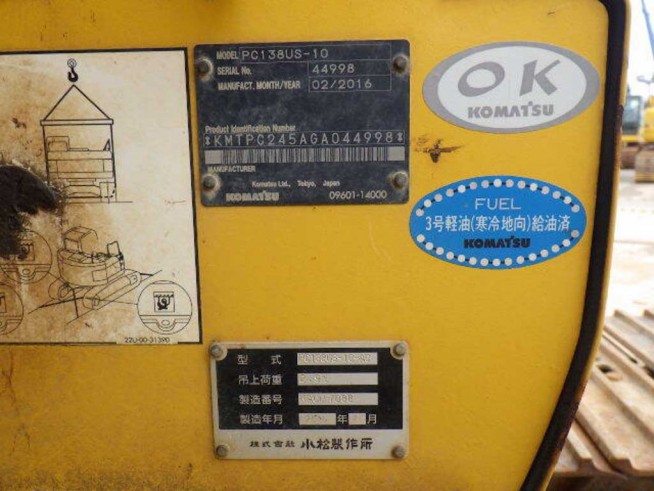 MODEL PC138US-10
SERIAL No. 44998
MANUFACT. MONTH/YEAR 02/2016
Product Identification Number
*KMTPC245AGA044998*
MANUFACTURER
Komatsu Ltd., Tokyo, Japan
KOMATSU 09601-14000
OK
KOMATSU
FUEL
3号軽油(寒冷地向)給油済
KOMATSU
22U-00-31390
型式
吊上荷重
製造番号
製造年月 年 月
株式会社 小松製作所